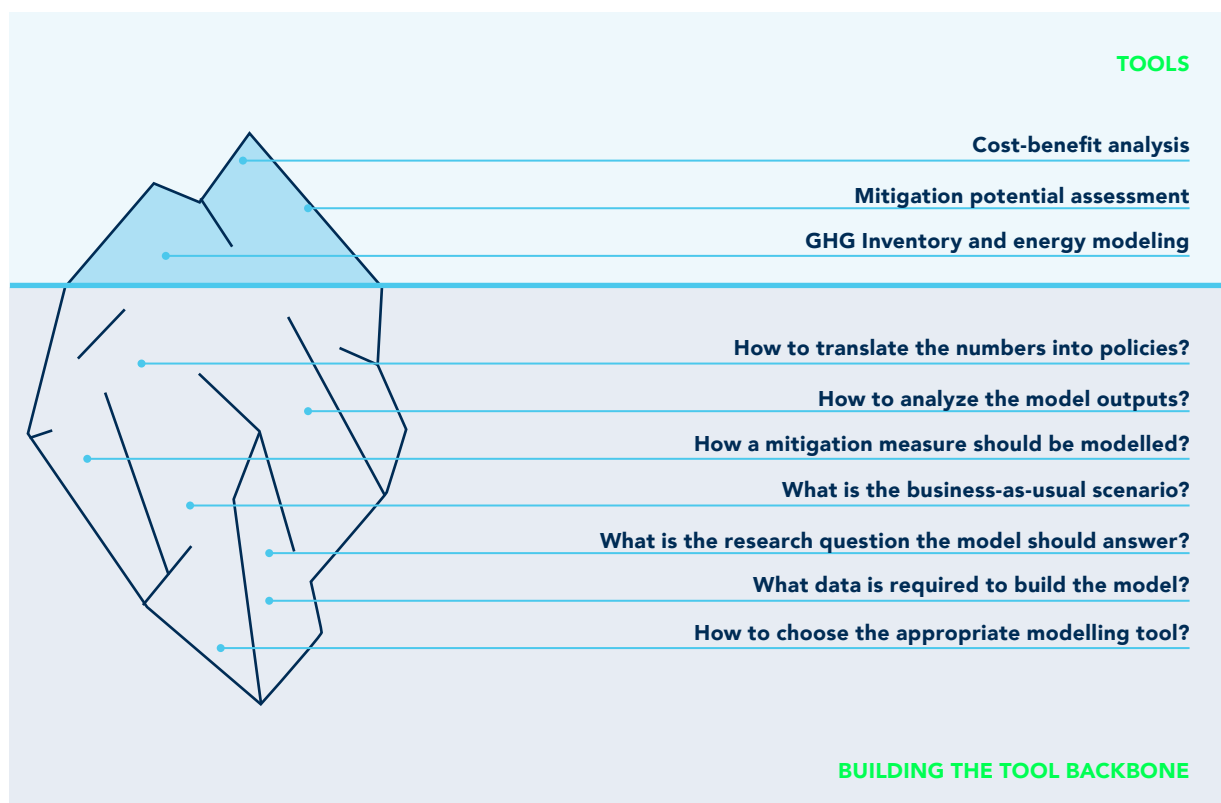 TOOLS
Cost-benefit analysis
Mitigation potential assessment
GHG Inventory and energy modeling
How to translate the numbers into policies?
How to analyze the model outputs?
How a mitigation measure should be modelled?
What is the business-as-usual scenario?
What is the research question the model should answer?
What data is required to build the model?
How to choose the appropriate modelling tool?
BUILDING THE TOOL BACKBONE